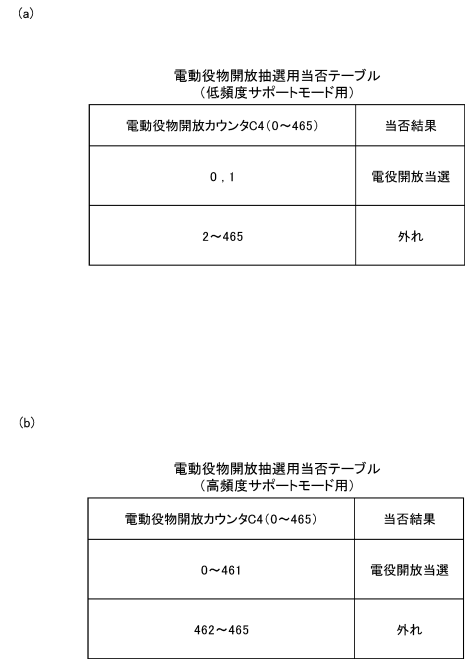 (a)
電動役物開放抽選用当否テーブル
（低頻度サポートモード用）
電動役物開放カウンタC4（0～465） 当否結果
0 , 1 電役開放当選
2～465 外れ
(b)
電動役物開放抽選用当否テーブル
（高頻度サポートモード用）
電動役物開放カウンタC4（0～465） 当否結果
0～461 電役開放当選
462～465 外れ